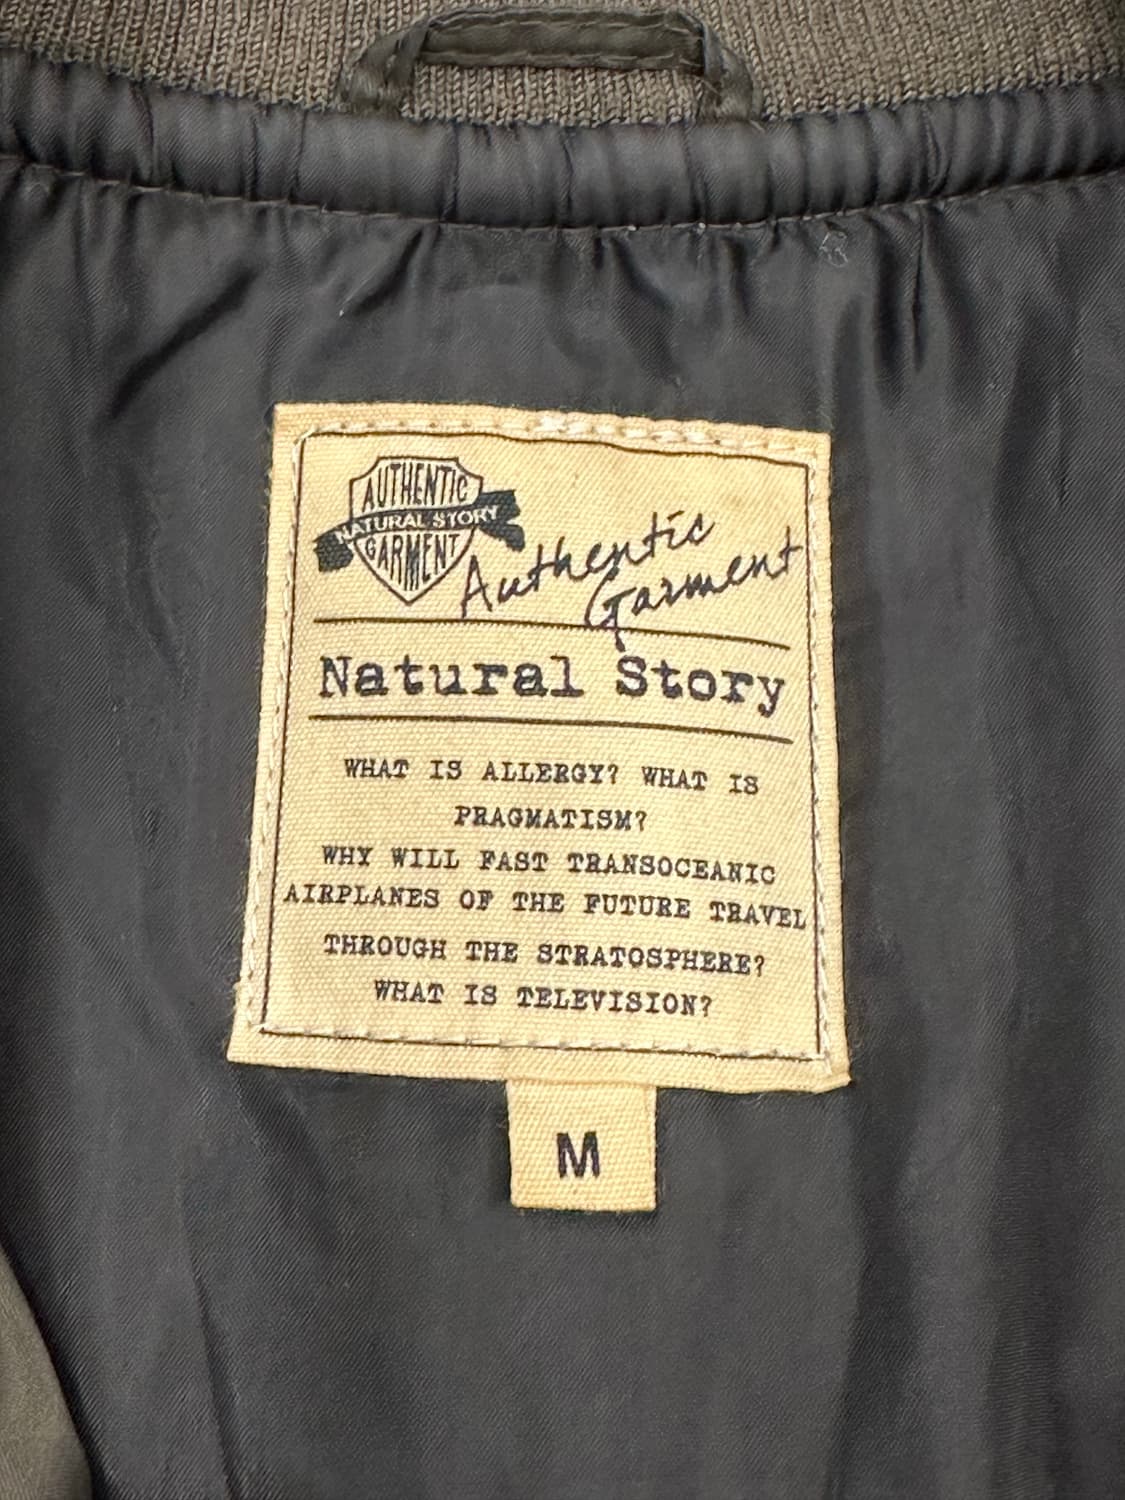 AUTHENTIC
NATURAL STORY
GARMENT
Authentic
Garment
Natural Story
WHAT IS ALLERGY? WHAT IS
PRAGMATISM?
WHY WILL FAST TRANSOCEANIC
AIRPLANES OF THE FUTURE TRAVEL
THROUGH THE STRATOSPHERE?
WHAT IS TELEVISION?
M